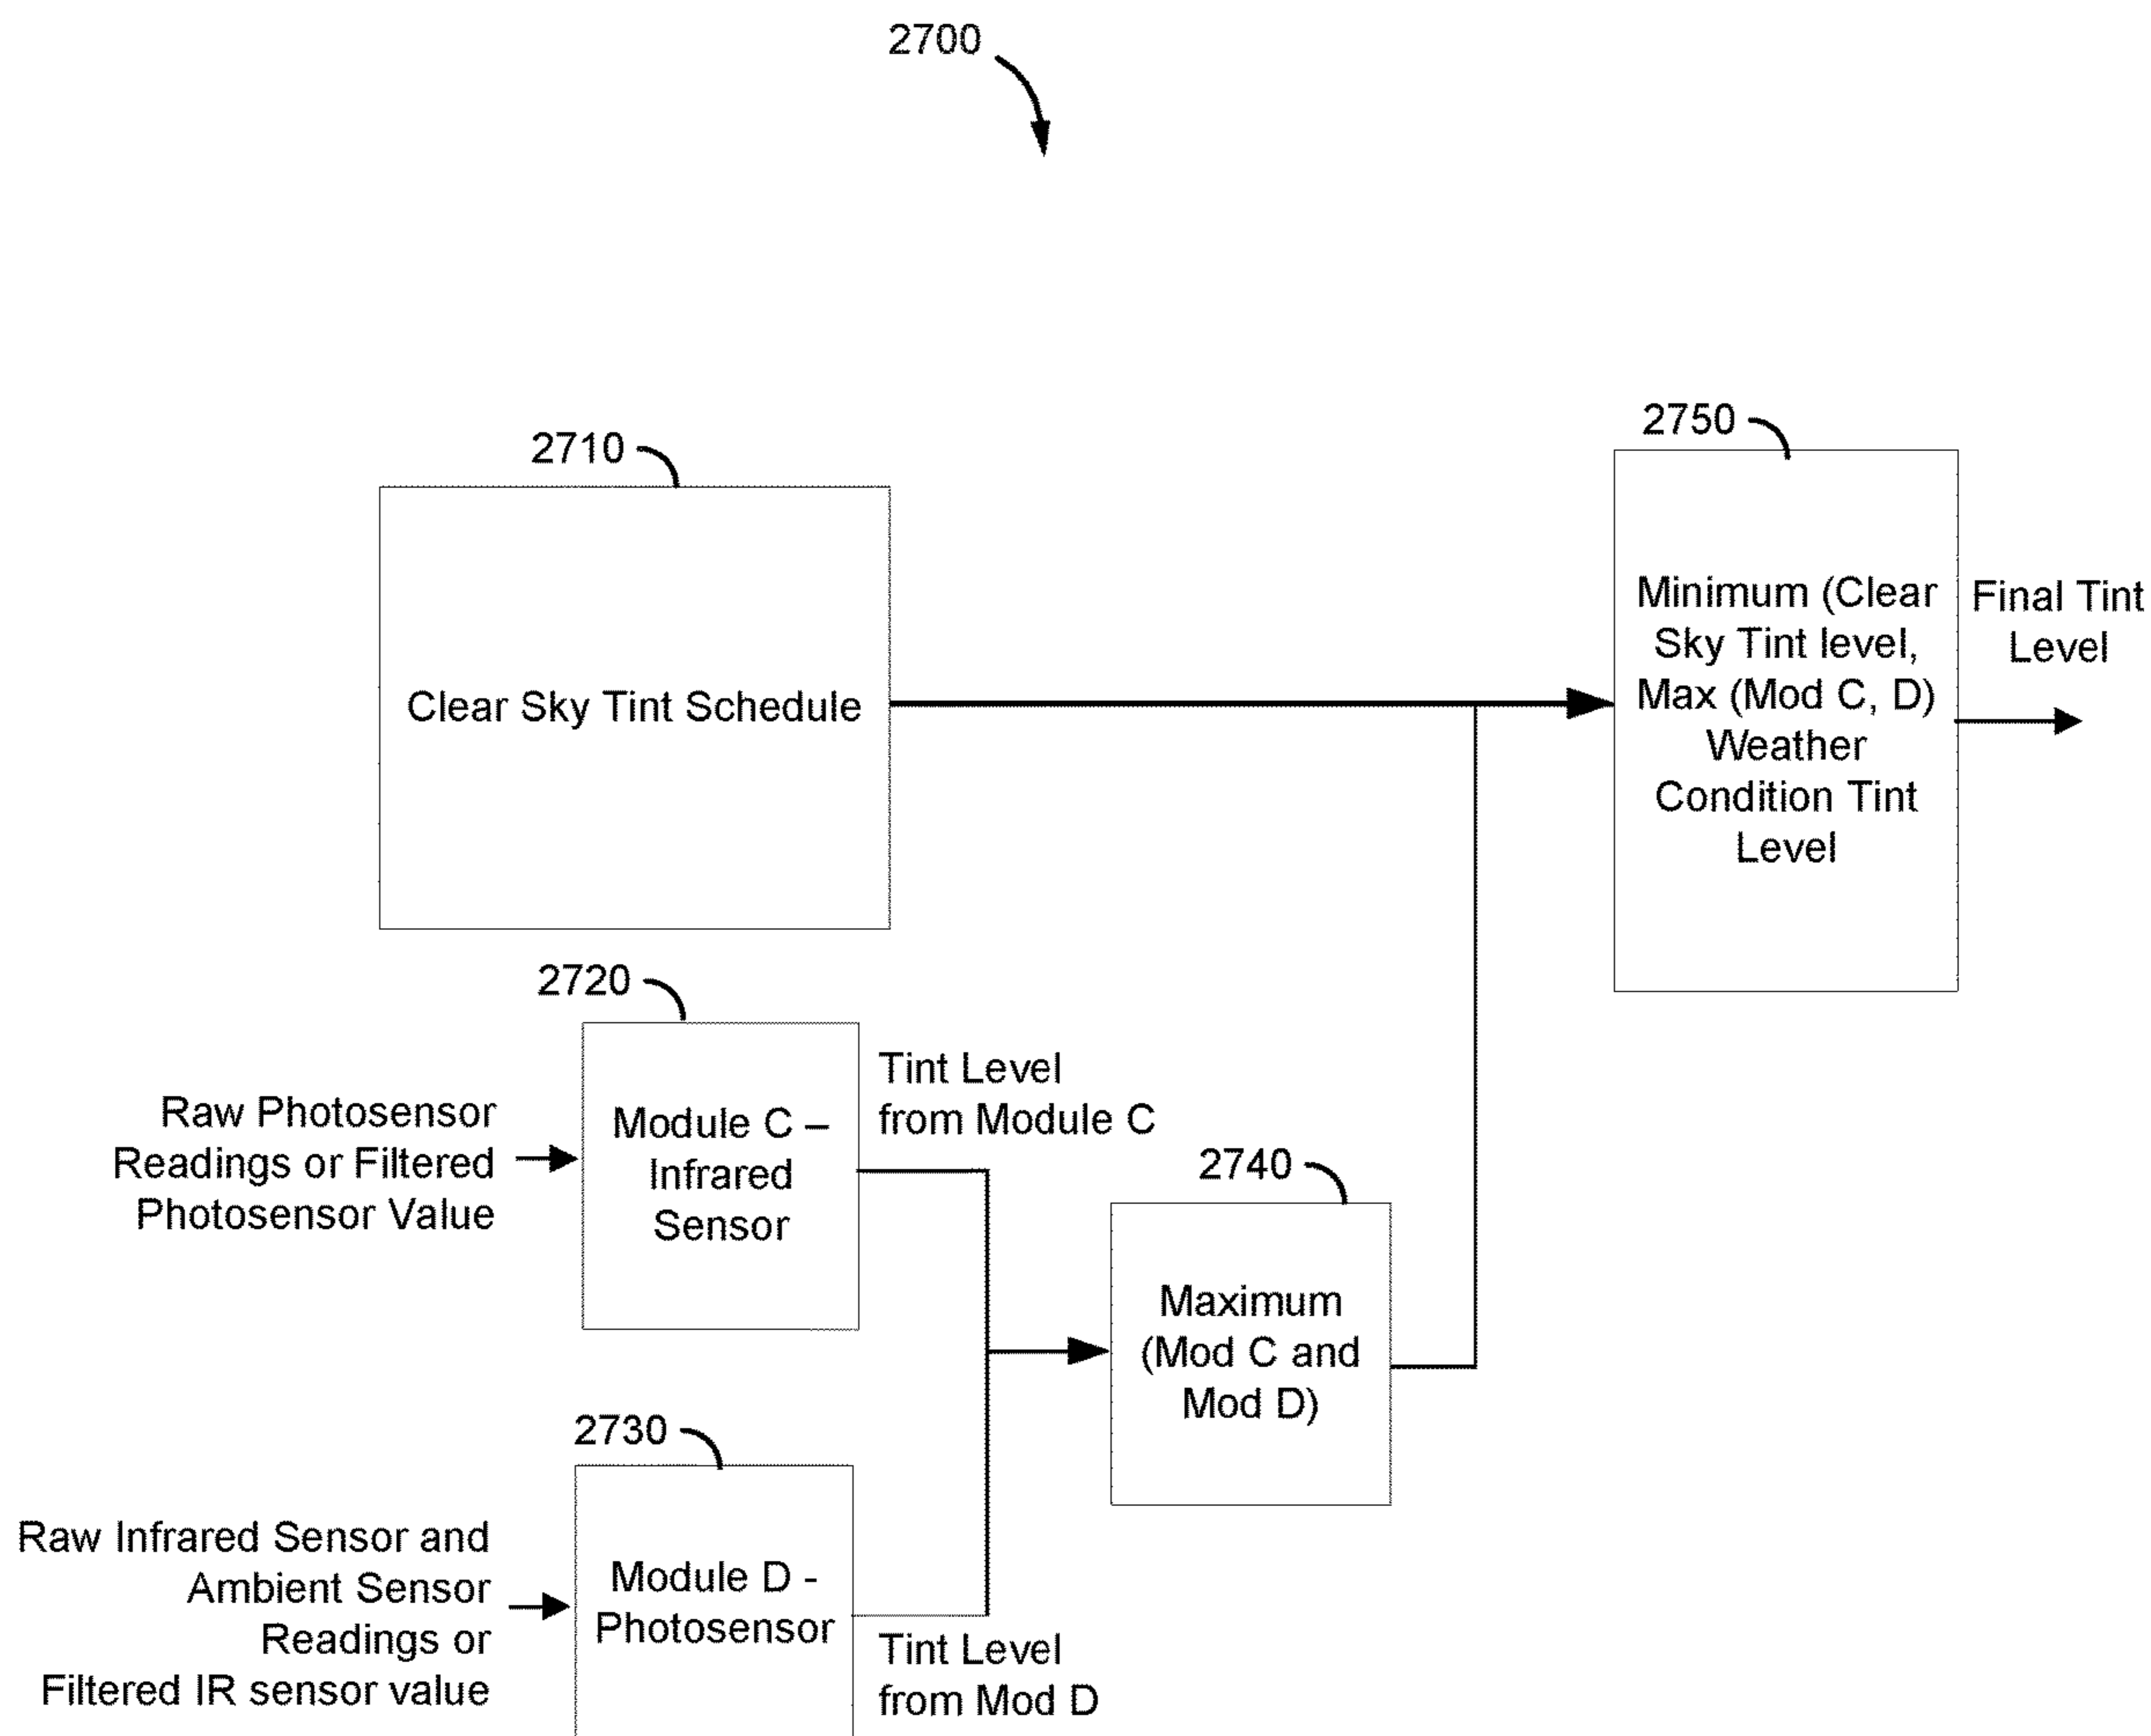 2700
2710
Clear Sky Tint Schedule
2750
Minimum (Clear
Sky Tint level,
Max (Mod C, D)
Weather
Condition Tint
Level
Final Tint
Level
2720
Raw Photosensor
Readings or Filtered
Photosensor Value
Module C –
Infrared
Sensor
Tint Level
from Module C
2740
Maximum
(Mod C and
Mod D)
2730
Raw Infrared Sensor and
Ambient Sensor
Readings or
Filtered IR sensor value
Module D -
Photosensor
Tint Level
from Mod D